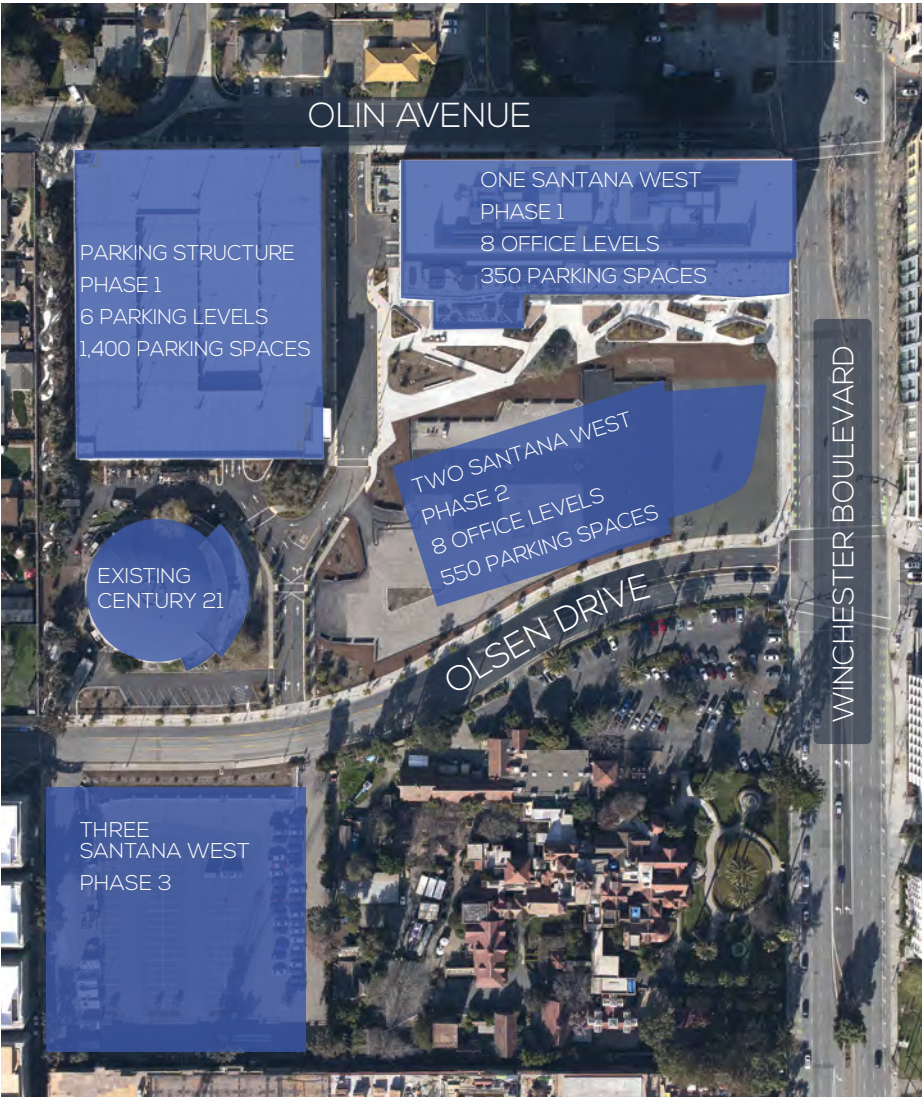 OLIN AVENUE
ONE SANTANA WEST
PHASE 1
8 OFFICE LEVELS
350 PARKING SPACES
PARKING STRUCTURE
PHASE 1
6 PARKING LEVELS
1,400 PARKING SPACES
TWO SANTANA WEST
PHASE 2
8 OFFICE LEVELS
550 PARKING SPACES
WINCHESTER BOULEVARD
EXISTING
CENTURY 21
OLSEN DRIVE
THREE
SANTANA WEST
PHASE 3